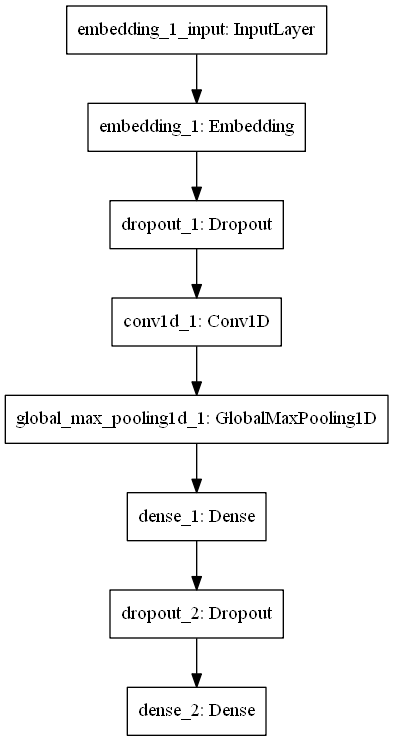 embedding_1_input: InputLayer
embedding_1: Embedding
dropout_1: Dropout
conv1d_1: Conv1D
global_max_pooling1d_1: GlobalMaxPooling1D
dense_1: Dense
dropout_2: Dropout
dense_2: Dense